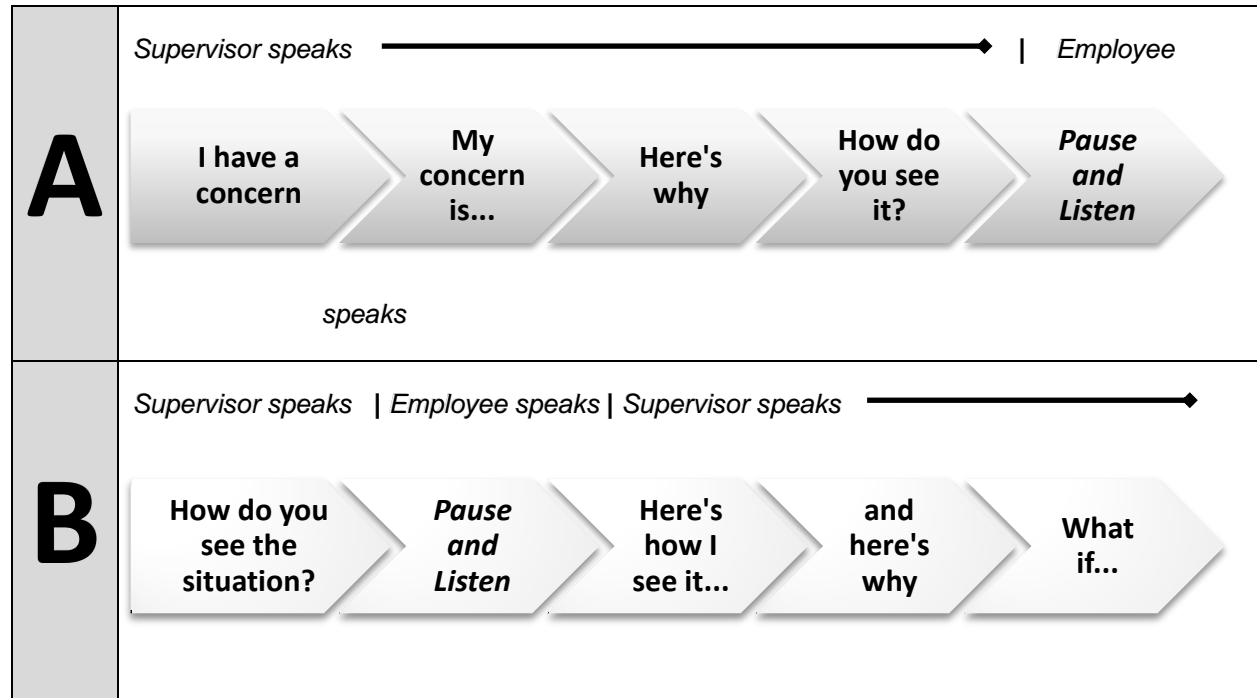 A
Supervisor speaks | Employee
I have a
concern
My
concern
is...
Here's
why
How do
you see
it?
Pause
and
Listen
speaks
B
Supervisor speaks | Employee speaks | Supervisor speaks
How do you
see the
situation?
Pause
and
Listen
Here's
how I
see it...
and
here's
why
What
if...